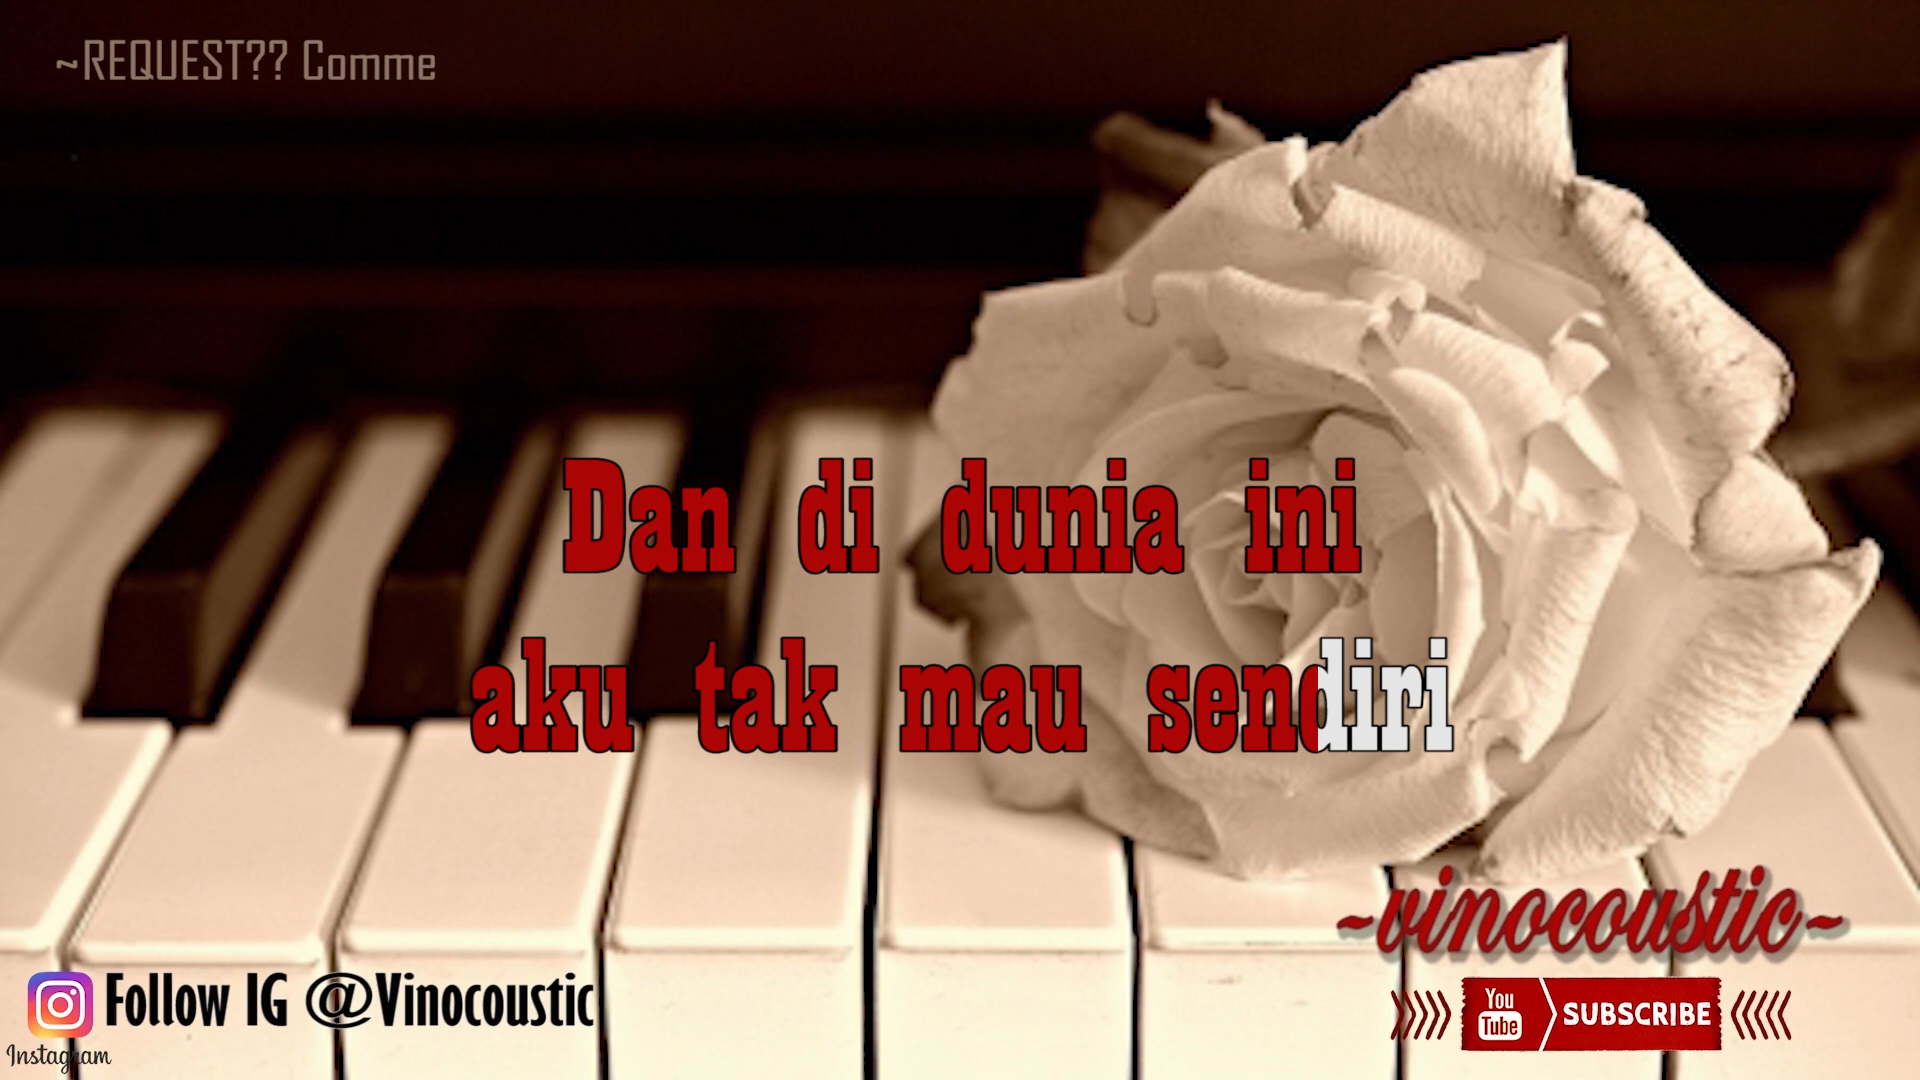 ~REQUEST?? Comme
Dan di dunia ini
aku tak mau sendiri
~vinocoustic~
Follow IG @Vinocoustic
Instagram
You
Tube
SUBSCRIBE